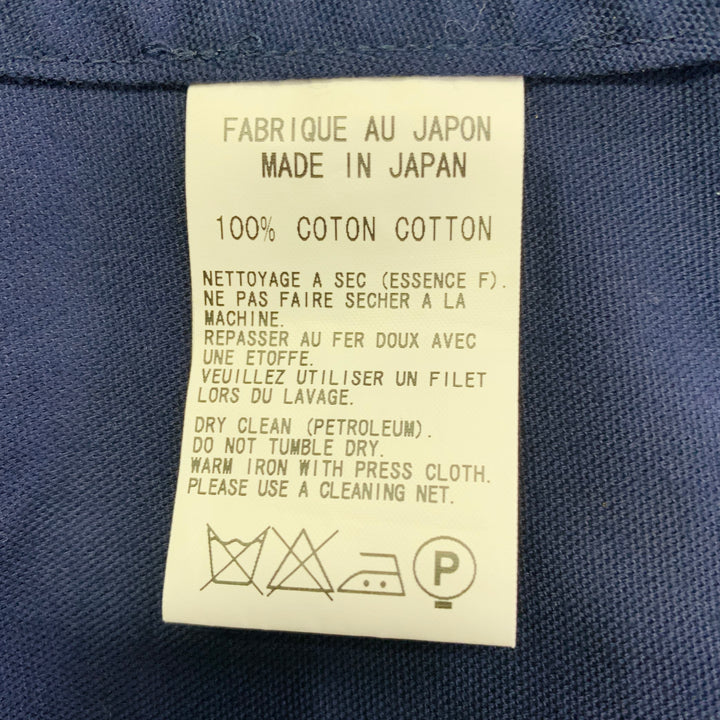 FABRIQUE AU JAPON
MADE IN JAPAN
100% COTON COTTON
NETTOYAGE A SEC (ESSENCE F).
NE PAS FAIRE SECHER A LA
MACHINE.
REPASSER AU FER DOUX AVEC
UNE ETOFFE.
VEUILLEZ UTILISER UN FILET
LORS DU LAVAGE.
DRY CLEAN (PETROLEUM).
DO NOT TUMBLE DRY.
WARM IRON WITH PRESS CLOTH.
PLEASE USE A CLEANING NET.
P